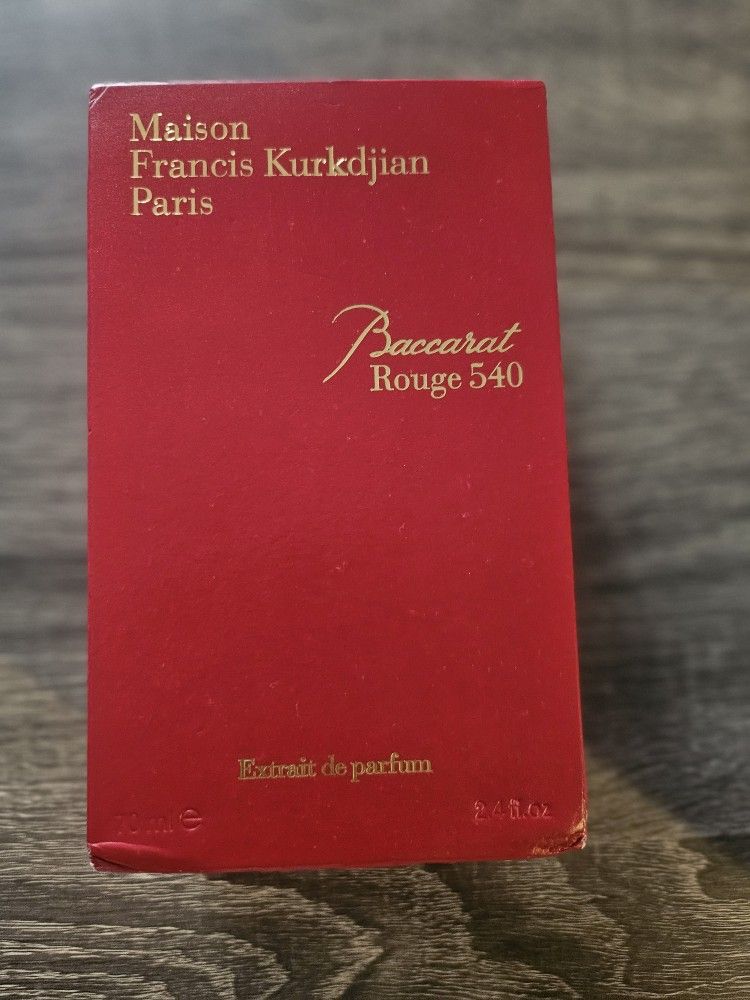 Maison
Francis Kurkdjian
Paris
Baccarat
Rouge 540
Extrait de parfum
70 ml ℮ 2.4 fl.oz